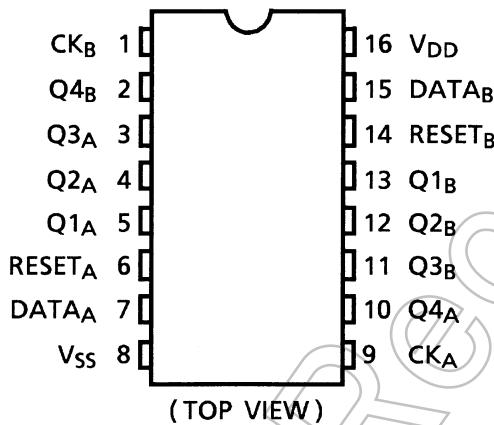 CKB 1 16 VDD
Q4B 2 15 DATAB
Q3A 3 14 RESETB
Q2A 4 13 Q1B
Q1A 5 12 Q2B
RESETA 6 11 Q3B
DATAA 7 10 Q4A
VSS 8 9 CKA
(TOP VIEW)
Rec